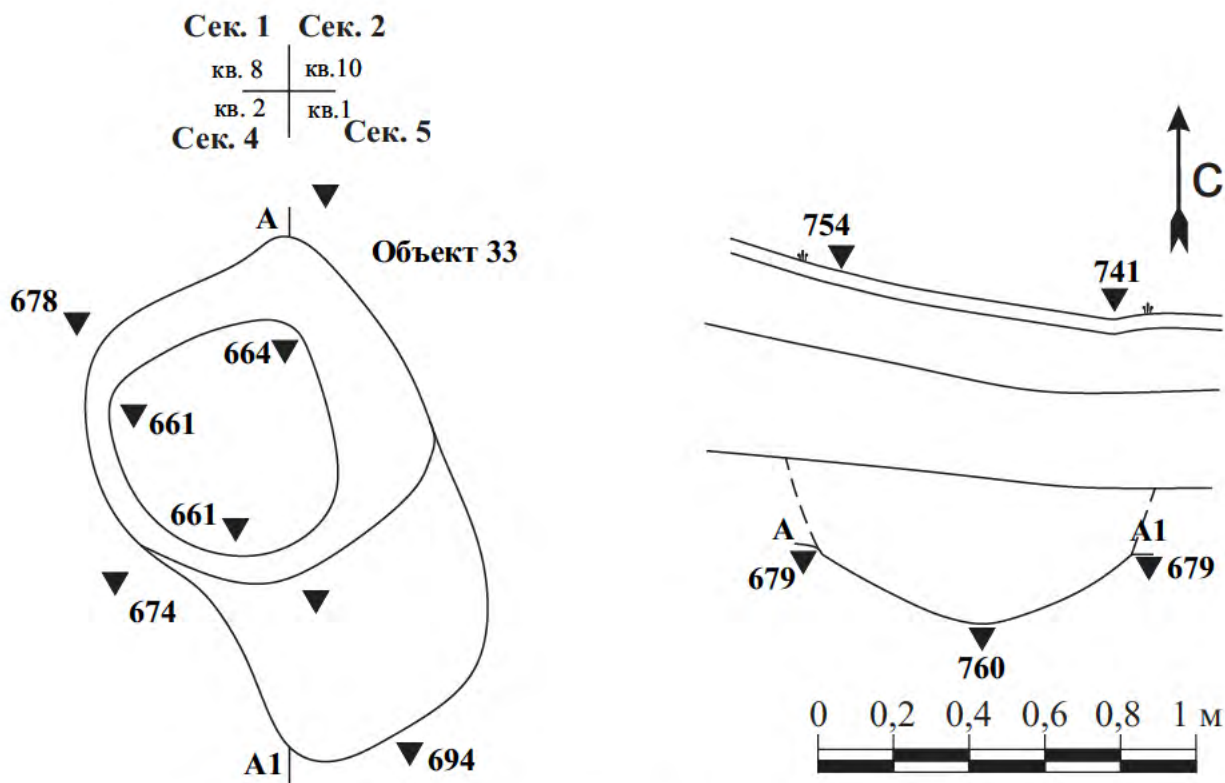 Сек. 1 Сек. 2
кв. 8 кв.10
кв. 2 кв.1
Сек. 4 Сек. 5
А
Объект 33
678
664
661
661
674
А1
694
С
754
741
А А1
679 679
760
0 0,2 0,4 0,6 0,8 1 м